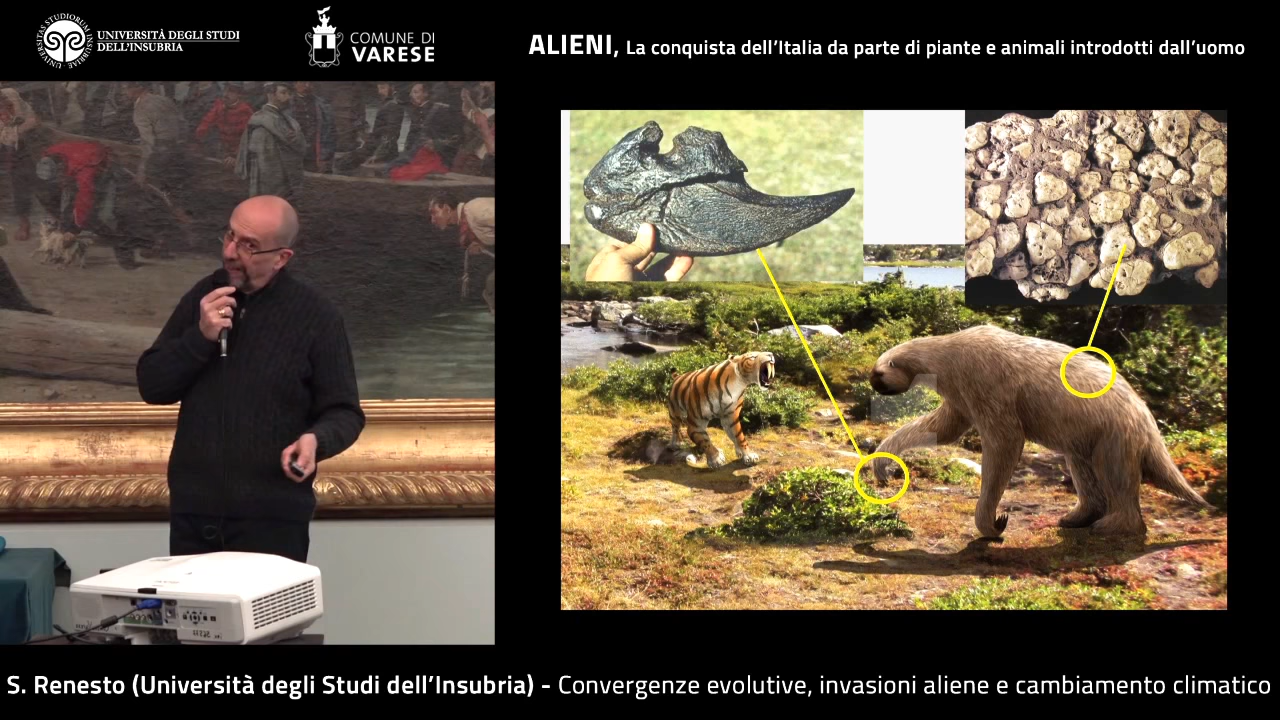 UNIVERSITÀ DEGLI STUDI
DELL'INSUBRIA
COMUNE DI
VARESE
ALIENI, La conquista dell'Italia da parte di piante e animali introdotti dall'uomo
S. Renesto (Università degli Studi dell'Insubria) - Convergenze evolutive, invasioni aliene e cambiamento climatico